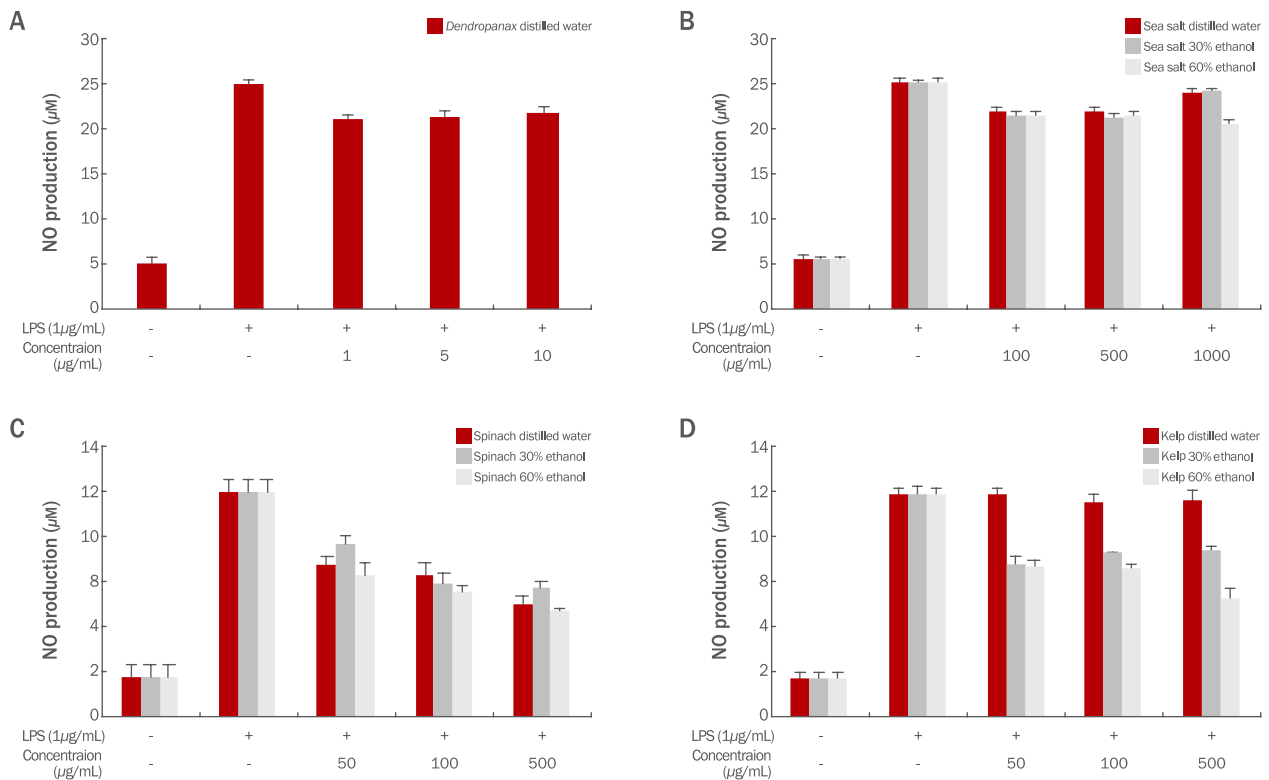 A
Dendropanax distilled water
NO production (µM)
30
25
20
15
10
5
0
LPS (1µg/mL) - + + + +
Concentraion
(µg/mL)
- - 1 5 10
B
Sea salt distilled water
Sea salt 30% ethanol
Sea salt 60% ethanol
NO production (µM)
30
25
20
15
10
5
0
LPS (1µg/mL) - + + + +
Concentraion
(µg/mL)
- - 100 500 1000
C
Spinach distilled water
Spinach 30% ethanol
Spinach 60% ethanol
NO production (µM)
14
12
10
8
4
2
0
LPS (1µg/mL) - + + + +
Concentraion
(µg/mL)
- - 50 100 500
D
Kelp distilled water
Kelp 30% ethanol
Kelp 60% ethanol
NO production (µM)
14
12
10
8
4
2
0
LPS (1µg/mL) - + + + +
Concentraion
(µg/mL)
- - 50 100 500